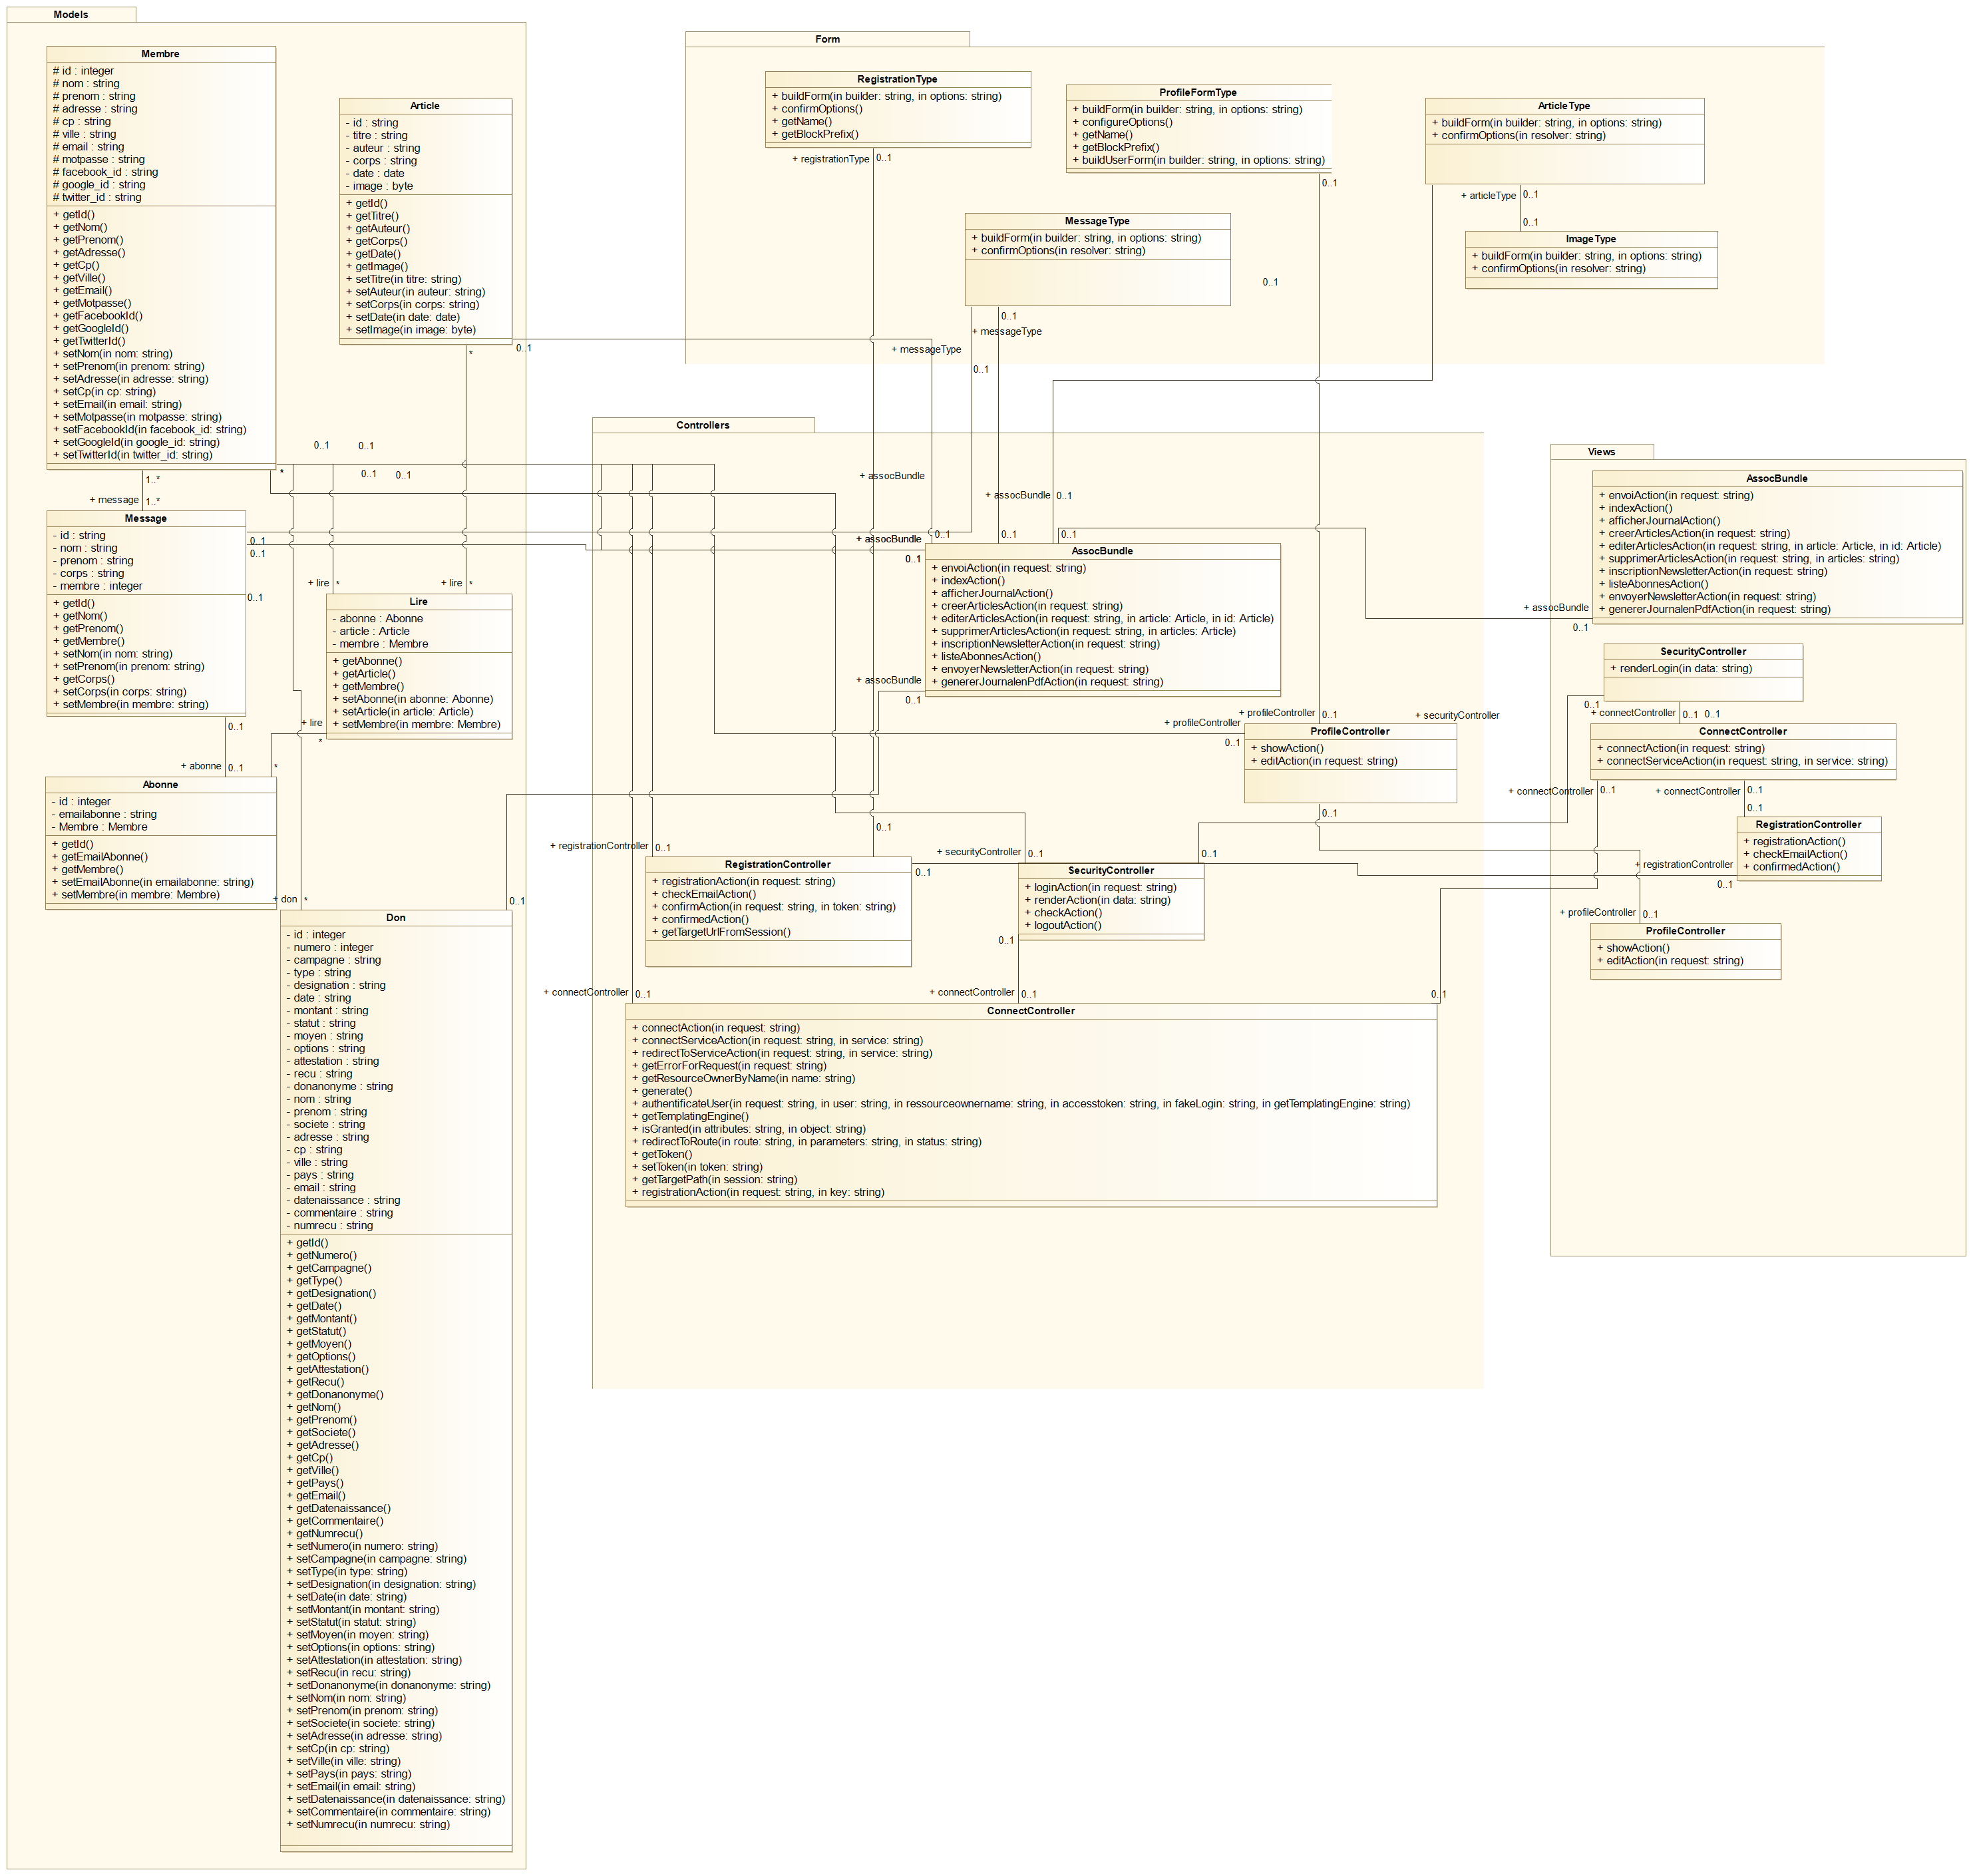 Models
Membre
# id : integer
# nom : string
# prenom : string
# adresse : string
# cp : string
# ville : string
# email : string
# motpasse : string
# facebook_id : string
# google_id : string
# twitter_id : string
+ getId()
+ getNom()
+ getPrenom()
+ getAdresse()
+ getCp()
+ getVille()
+ getEmail()
+ getMotpasse()
+ getFacebookId()
+ getGoogleId()
+ getTwitterId()
+ setNom(in nom: string)
+ setPrenom(in prenom: string)
+ setAdresse(in adresse: string)
+ setCp(in cp: string)
+ setEmail(in email: string)
+ setMotpasse(in motpasse: string)
+ setFacebookId(in facebook_id: string)
+ setGoogleId(in google_id: string)
+ setTwitterId(in twitter_id: string)
Article
- id : string
- titre : string
- auteur : string
- corps : string
- date : date
- image : byte
+ getId()
+ getTitre()
+ getAuteur()
+ getCorps()
+ getDate()
+ getImage()
+ setTitre(in titre: string)
+ setAuteur(in auteur: string)
+ setCorps(in corps: string)
+ setDate(in date: date)
+ setImage(in image: byte)
*
0..1
0..1
0..1
0..1
0..1
*
1..*
+ message
1..*
Message
- id : string
- nom : string
- prenom : string
- corps : string
- membre : integer
+ getId()
+ getNom()
+ getPrenom()
+ getMembre()
+ setNom(in nom: string)
+ setPrenom(in prenom: string)
+ getCorps()
+ setCorps(in corps: string)
+ setMembre(in membre: string)
0..1
0..1
0..1
+ lire
*
+ lire
*
Lire
- abonne : Abonne
- article : Article
- membre : Membre
+ getAbonne()
+ getArticle()
+ getMembre()
+ setAbonne(in abonne: Abonne)
+ setArticle(in article: Article)
+ setMembre(in membre: Membre)
+ lire
*
0..1
+ abonne
0..1
*
Abonne
- id : integer
- emailabonne : string
- Membre : Membre
+ getId()
+ getEmailAbonne()
+ getMembre()
+ setEmailAbonne(in emailabonne: string)
+ setMembre(in membre: Membre)
+ don
*
0..1
Don
- id : integer
- numero : integer
- campagne : string
- type : string
- designation : string
- date : string
- montant : string
- statut : string
- moyen : string
- options : string
- attestation : string
- recu : string
- donanonyme : string
- nom : string
- prenom : string
- societe : string
- adresse : string
- cp : string
- ville : string
- pays : string
- email : string
- datenaissance : string
- commentaire : string
- numrecu : string
+ getId()
+ getNumero()
+ getCampagne()
+ getType()
+ getDesignation()
+ getDate()
+ getMontant()
+ getStatut()
+ getMoyen()
+ getOptions()
+ getAttestation()
+ getRecu()
+ getDonanonyme()
+ getNom()
+ getPrenom()
+ getSociete()
+ getAdresse()
+ getCp()
+ getVille()
+ getPays()
+ getEmail()
+ getDatenaissance()
+ getCommentaire()
+ getNumrecu()
+ setNumero(in numero: string)
+ setCampagne(in campagne: string)
+ setType(in type: string)
+ setDesignation(in designation: string)
+ setDate(in date: string)
+ setMontant(in montant: string)
+ setStatut(in statut: string)
+ setMoyen(in moyen: string)
+ setOptions(in options: string)
+ setAttestation(in attestation: string)
+ setRecu(in recu: string)
+ setDonanonyme(in donanonyme: string)
+ setNom(in nom: string)
+ setPrenom(in prenom: string)
+ setSociete(in societe: string)
+ setAdresse(in adresse: string)
+ setCp(in cp: string)
+ setVille(in ville: string)
+ setPays(in pays: string)
+ setEmail(in email: string)
+ setDatenaissance(in datenaissance: string)
+ setCommentaire(in commentaire: string)
+ setNumrecu(in numrecu: string)
Form
RegistrationType
+ buildForm(in builder: string, in options: string)
+ confirmOptions()
+ getName()
+ getBlockPrefix()
+ registrationType
0..1
ProfileFormType
+ buildForm(in builder: string, in options: string)
+ configureOptions()
+ getName()
+ getBlockPrefix()
+ buildUserForm(in builder: string, in options: string)
0..1
ArticleType
+ buildForm(in builder: string, in options: string)
+ confirmOptions(in resolver: string)
+ articleType
0..1
0..1
ImageType
+ buildForm(in builder: string, in options: string)
+ confirmOptions(in resolver: string)
MessageType
+ buildForm(in builder: string, in options: string)
+ confirmOptions(in resolver: string)
0..1
0..1
+ messageType
+ messageType
0..1
Controllers
+ assocBundle
+ assocBundle
0..1
0..1
0..1
0..1
+ assocBundle
0..1
AssocBundle
+ envoiAction(in request: string)
+ indexAction()
+ afficherJournalAction()
+ creerArticlesAction(in request: string)
+ editerArticlesAction(in request: string, in article: Article, in id: Article)
+ supprimerArticlesAction(in request: string, in articles: Article)
+ inscriptionNewsletterAction(in request: string)
+ listeAbonnesAction()
+ envoyerNewsletterAction(in request: string)
+ genererJournalenPdfAction(in request: string)
+ assocBundle
0..1
+ profileController
0..1
+ profileController
0..1
+ securityController
ProfileController
+ showAction()
+ editAction(in request: string)
0..1
0..1
+ registrationController
0..1
RegistrationController
+ registrationAction(in request: string)
+ checkEmailAction()
+ confirmAction(in request: string, in token: string)
+ confirmedAction()
+ getTargetUrlFromSession()
0..1
+ securityController
0..1
0..1
SecurityController
+ loginAction(in request: string)
+ renderAction(in data: string)
+ checkAction()
+ logoutAction()
0..1
+ connectController
0..1
+ connectController
0..1
0..1
ConnectController
+ connectAction(in request: string)
+ connectServiceAction(in request: string, in service: string)
+ redirectToServiceAction(in request: string, in service: string)
+ getErrorForRequest(in request: string)
+ getResourceOwnerByName(in name: string)
+ generate()
+ authentificateUser(in request: string, in user: string, in ressourceownername: string, in accesstoken: string, in fakeLogin: string, in getTemplatingEngine: string)
+ getTemplatingEngine()
+ isGranted(in attributes: string, in object: string)
+ redirectToRoute(in route: string, in parameters: string, in status: string)
+ getToken()
+ setToken(in token: string)
+ getTargetPath(in session: string)
+ registrationAction(in request: string, in key: string)
Views
AssocBundle
+ envoiAction(in request: string)
+ indexAction()
+ afficherJournalAction()
+ creerArticlesAction(in request: string)
+ editerArticlesAction(in request: string, in article: Article, in id: Article)
+ supprimerArticlesAction(in request: string, in articles: string)
+ inscriptionNewsletterAction(in request: string)
+ listeAbonnesAction()
+ envoyerNewsletterAction(in request: string)
+ genererJournalenPdfAction(in request: string)
+ assocBundle
0..1
SecurityController
+ renderLogin(in data: string)
0..1
+ connectController
0..1
0..1
ConnectController
+ connectAction(in request: string)
+ connectServiceAction(in request: string, in service: string)
+ connectController
0..1
+ connectController
0..1
0..1
RegistrationController
+ registrationAction()
+ checkEmailAction()
+ confirmedAction()
+ registrationController
0..1
+ profileController
0..1
ProfileController
+ showAction()
+ editAction(in request: string)